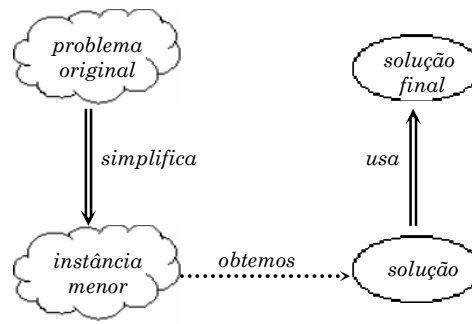 problema
original
solução
final
simplifica
usa
instância
menor
obtemos
solução